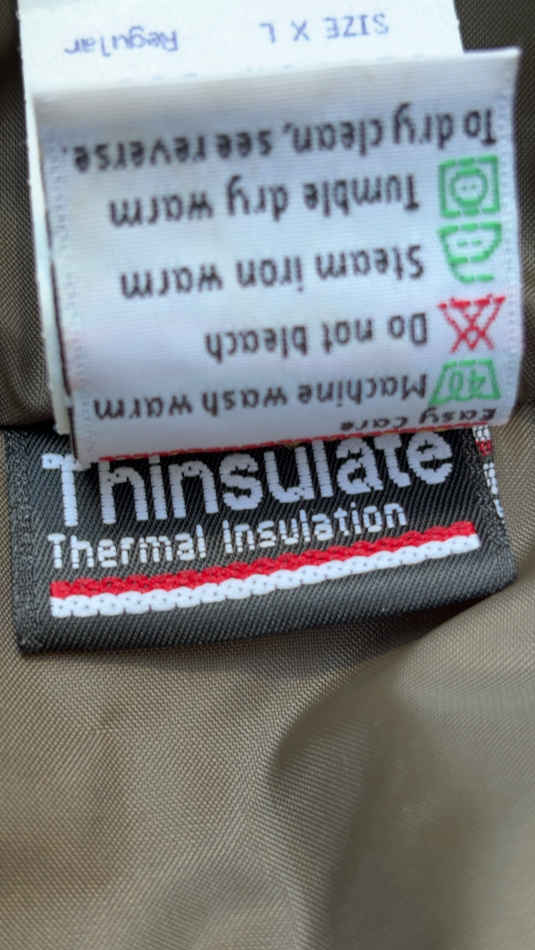 SIZE X L Regular
Easy Care
40 Machine wash warm
Do not bleach
Steam iron warm
Tumble dry warm
To dry clean, see reverse.
Thinsulate
Thermal Insulation